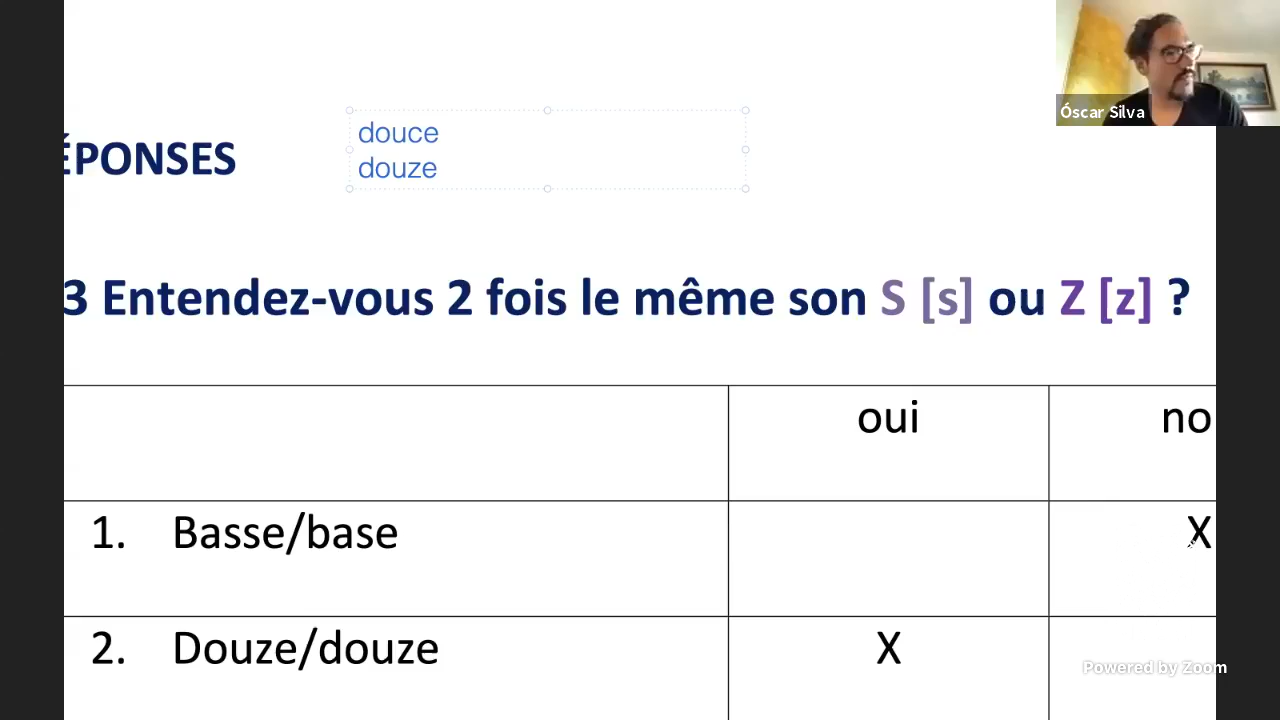 Óscar Silva
douce
douze
ÉPONSES
3 Entendez-vous 2 fois le même son S [s] ou Z [z] ?
oui no
1. Basse/base X
2. Douze/douze X
Powered by Zoom